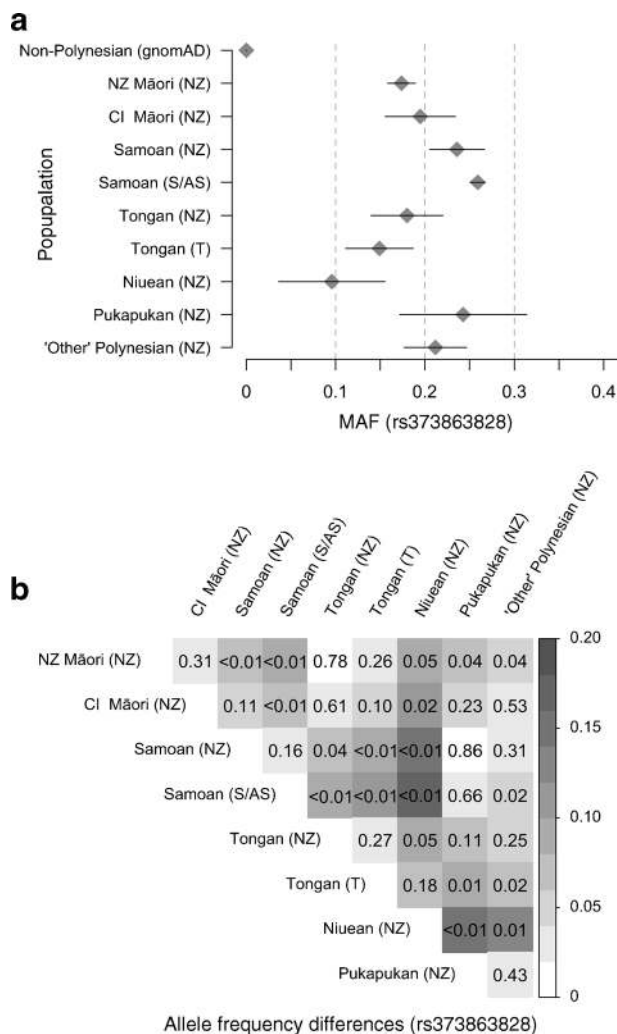 a
Popupalation
Non-Polynesian (gnomAD)
NZ Māori (NZ)
CI Māori (NZ)
Samoan (NZ)
Samoan (S/AS)
Tongan (NZ)
Tongan (T)
Niuean (NZ)
Pukapukan (NZ)
'Other' Polynesian (NZ)
0 0.1 0.2 0.3 0.4
MAF (rs373863828)
b
CI Māori (NZ)
Samoan (NZ)
Samoan (S/AS)
Tongan (NZ)
Tongan (T)
Niuean (NZ)
Pukapukan (NZ)
'Other' Polynesian (NZ)
NZ Māori (NZ) 0.31 <0.01 <0.01 0.78 0.26 0.05 0.04 0.04
CI Māori (NZ) 0.11 <0.01 0.61 0.10 0.02 0.23 0.53
Samoan (NZ) 0.16 0.04 <0.01 <0.01 0.86 0.31
Samoan (S/AS) <0.01 <0.01 <0.01 0.66 0.02
Tongan (NZ) 0.27 0.05 0.11 0.25
Tongan (T) 0.18 0.01 0.02
Niuean (NZ) <0.01 0.01
Pukapukan (NZ) 0.43
0.20
0.15
0.10
0.05
0
Allele frequency differences (rs373863828)